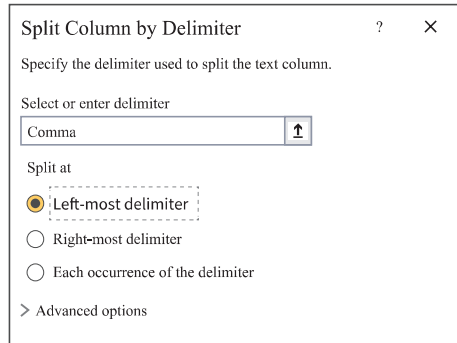 Split Column by Delimiter ?
Specify the delimiter used to split the text column.
Select or enter delimiter
Comma
Split at
Left-most delimiter
Right-most delimiter
Each occurrence of the delimiter
Advanced options